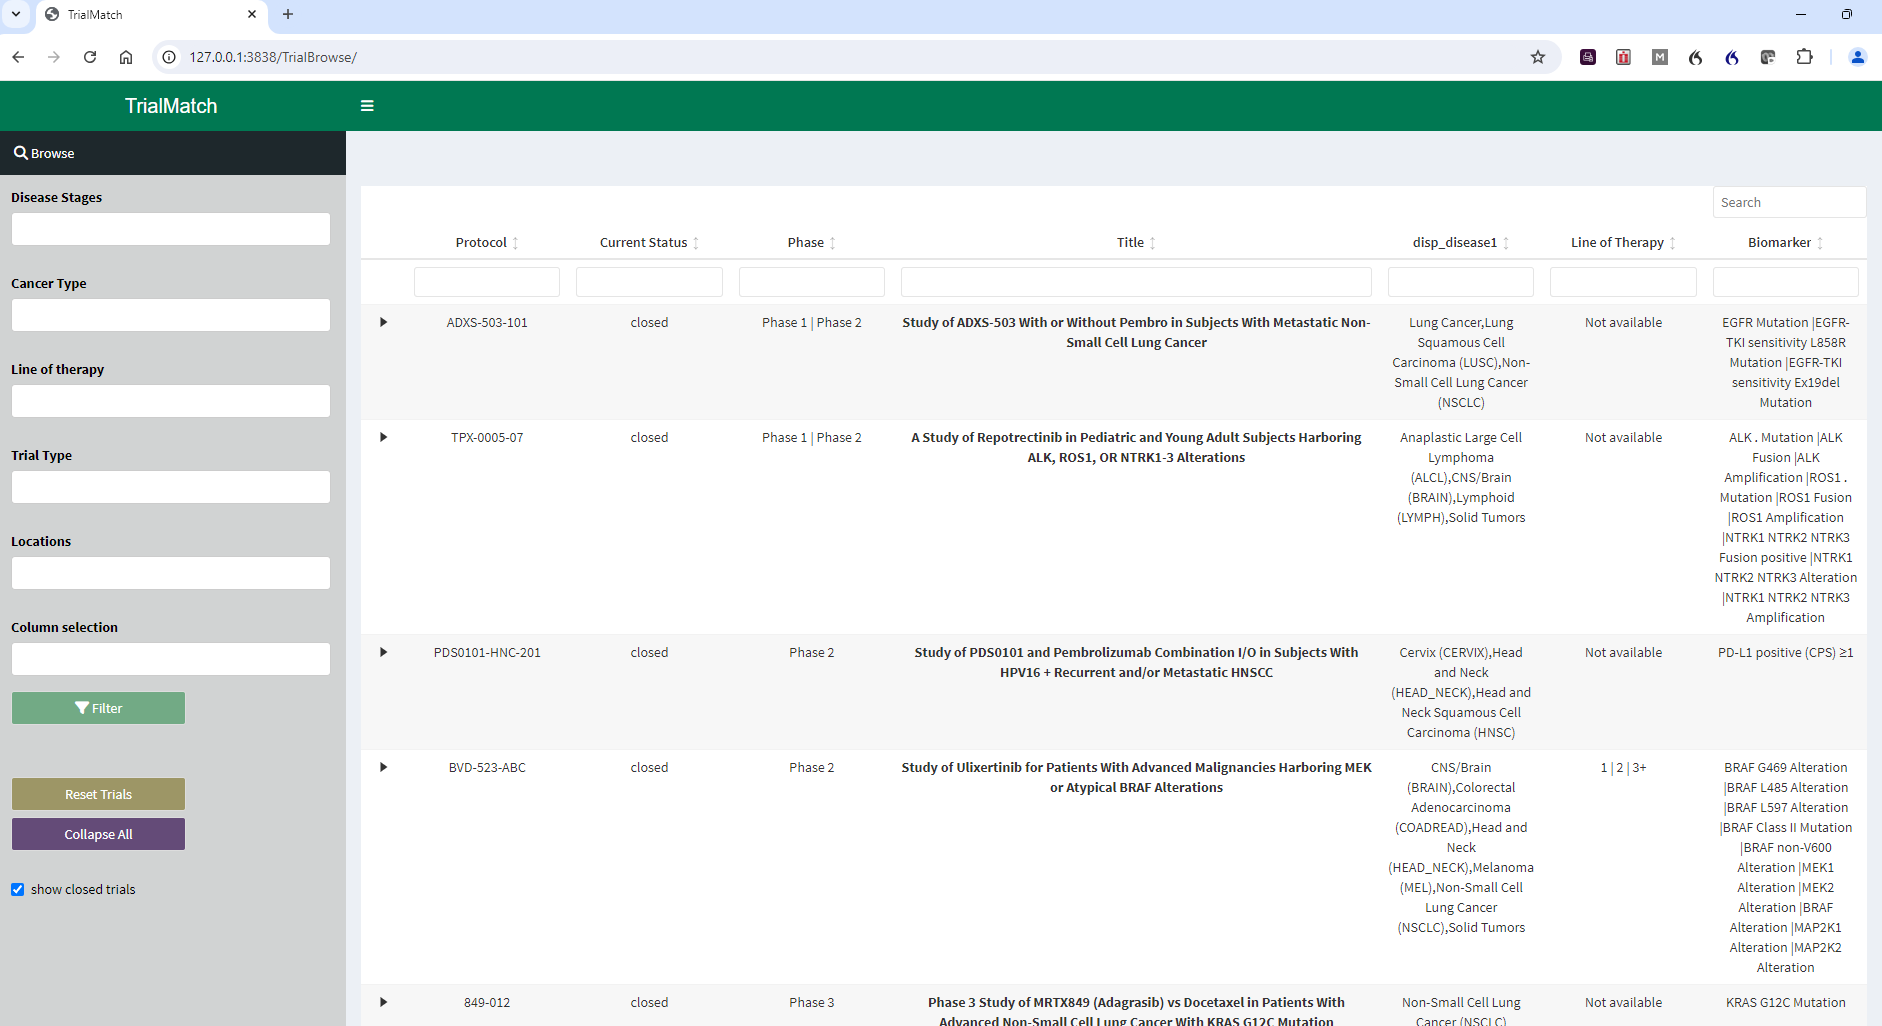 TrialMatch
127.0.0.1:3838/TrialBrowse/
TrialMatch
Browse
Disease Stages
Cancer Type
Line of therapy
Trial Type
Locations
Column selection
Filter
Reset Trials
Collapse All
show closed trials
Search
Protocol Current Status Phase Title disp_disease1 Line of Therapy Biomarker
ADXS-503-101
closed
Phase 1 | Phase 2
Study of ADXS-503 With or Without Pembro in Subjects With Metastatic Non-
Small Cell Lung Cancer
Lung Cancer,Lung
Squamous Cell
Carcinoma (LUSC),Non-
Small Cell Lung Cancer
(NSCLC)
Not available
EGFR Mutation |EGFR-
TKI sensitivity L858R
Mutation |EGFR-TKI
sensitivity Ex19del
Mutation
TPX-0005-07
closed
Phase 1 | Phase 2
A Study of Repotrectinib in Pediatric and Young Adult Subjects Harboring
ALK, ROS1, OR NTRK1-3 Alterations
Anaplastic Large Cell
Lymphoma
(ALCL),CNS/Brain
(BRAIN),Lymphoid
(LYMPH),Solid Tumors
Not available
ALK . Mutation |ALK
Fusion |ALK
Amplification |ROS1 .
Mutation |ROS1 Fusion
|ROS1 Amplification
|NTRK1 NTRK2 NTRK3
Fusion positive |NTRK1
NTRK2 NTRK3 Alteration
|NTRK1 NTRK2 NTRK3
Amplification
PDS0101-HNC-201
closed
Phase 2
Study of PDS0101 and Pembrolizumab Combination I/O in Subjects With
HPV16 + Recurrent and/or Metastatic HNSCC
Cervix (CERVIX),Head
and Neck
(HEAD_NECK),Head and
Neck Squamous Cell
Carcinoma (HNSC)
Not available
PD-L1 positive (CPS) ≥1
BVD-523-ABC
closed
Phase 2
Study of Ulixertinib for Patients With Advanced Malignancies Harboring MEK
or Atypical BRAF Alterations
CNS/Brain
(BRAIN),Colorectal
Adenocarcinoma
(COADREAD),Head and
Neck
(HEAD_NECK),Melanoma
(MEL),Non-Small Cell
Lung Cancer
(NSCLC),Solid Tumors
1 | 2 | 3+
BRAF G469 Alteration
|BRAF L485 Alteration
|BRAF L597 Alteration
|BRAF Class II Mutation
|BRAF non-V600
Alteration |MEK1
Alteration |MEK2
Alteration |BRAF
Alteration |MAP2K1
Alteration |MAP2K2
Alteration
849-012
closed
Phase 3
Phase 3 Study of MRTX849 (Adagrasib) vs Docetaxel in Patients With
Advanced Non-Small Cell Lung Cancer With KRAS G12C Mutation
Non-Small Cell Lung
Cancer (NSCLC)
Not available
KRAS G12C Mutation